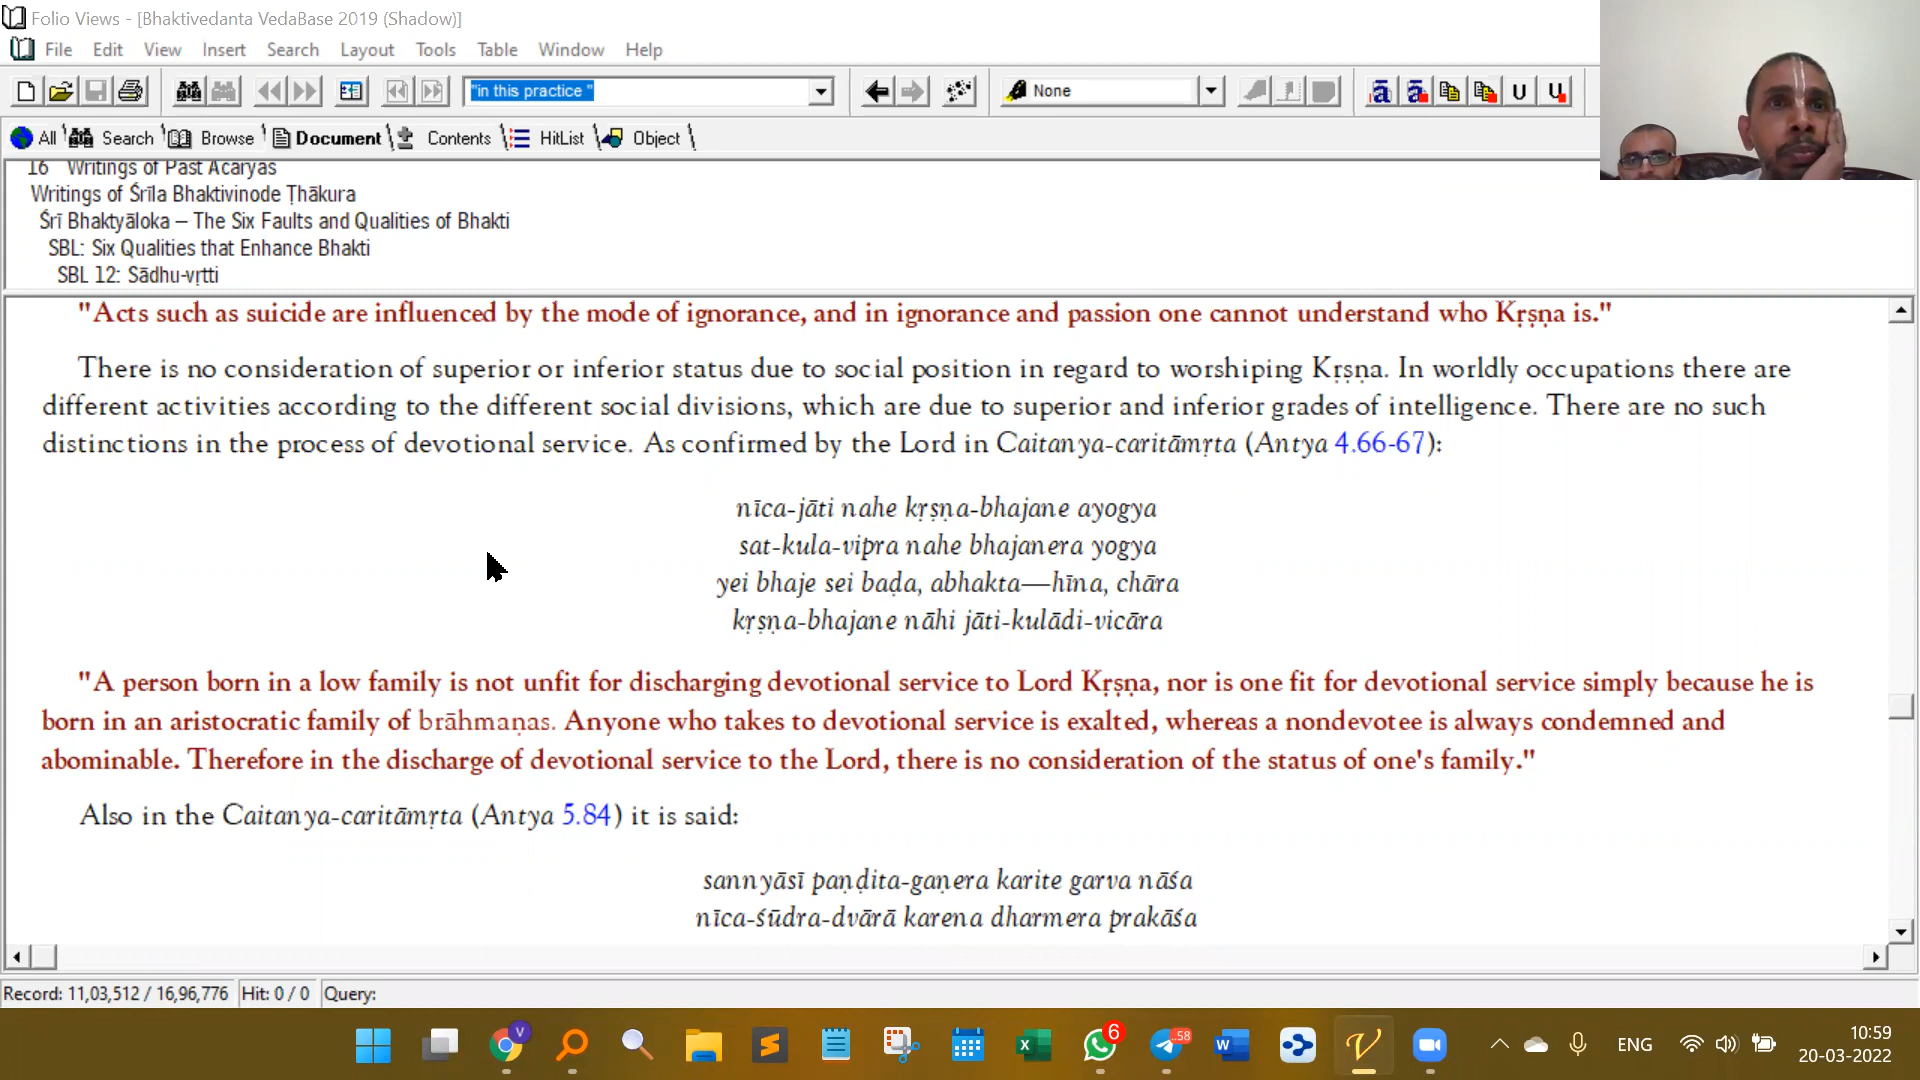 Folio Views - [Bhaktivedanta VedaBase 2019 (Shadow)]
File Edit View Insert Search Layout Tools Table Window Help
"in this practice "
None
All Search Browse Document Contents HitList Object
16 Writings of Past Ācāryas
Writings of Śrīla Bhaktivinode Ṭhākura
Śrī Bhaktyāloka – The Six Faults and Qualities of Bhakti
SBL: Six Qualities that Enhance Bhakti
SBL 12: Sādhu-vṛtti
"Acts such as suicide are influenced by the mode of ignorance, and in ignorance and passion one cannot understand who Kṛṣṇa is."
There is no consideration of superior or inferior status due to social position in regard to worshiping Kṛṣṇa. In worldly occupations there are
different activities according to the different social divisions, which are due to superior and inferior grades of intelligence. There are no such
distinctions in the process of devotional service. As confirmed by the Lord in Caitanya-caritāmṛta (Antya 4.66-67):
nīca-jāti nahe kṛṣṇa-bhajane ayogya
sat-kula-vipra nahe bhajanera yogya
yei bhaje sei baḍa, abhakta—hīna, chāra
kṛṣṇa-bhajane nāhi jāti-kulādi-vicāra
"A person born in a low family is not unfit for discharging devotional service to Lord Kṛṣṇa, nor is one fit for devotional service simply because he is
born in an aristocratic family of brāhmaṇas. Anyone who takes to devotional service is exalted, whereas a nondevotee is always condemned and
abominable. Therefore in the discharge of devotional service to the Lord, there is no consideration of the status of one's family."
Also in the Caitanya-caritāmṛta (Antya 5.84) it is said:
sannyāsī paṇḍita-gaṇera karite garva nāśa
nīca-śūdra-dvārā karena dharmera prakāśa
Record: 11,03,512 / 16,96,776 Hit: 0 / 0 Query:
V
6
58
ENG
10:59
20-03-2022